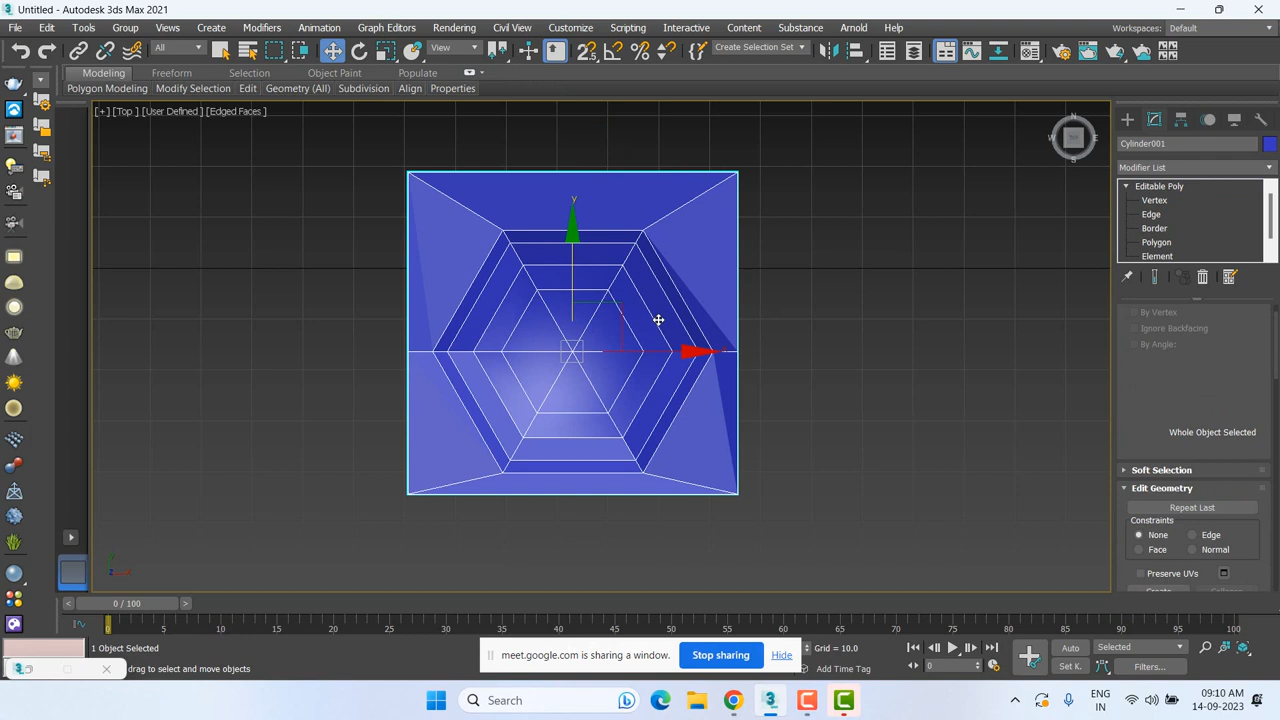 Untitled - Autodesk 3ds Max 2021
File Edit Tools Group Views Create Modifiers Animation Graph Editors Rendering Civil View Customize Scripting Interactive Content Substance Arnold Help Workspaces: Default
All View Create Selection Set
Modeling Freeform Selection Object Paint Populate
Polygon Modeling Modify Selection Edit Geometry (All) Subdivision Align Properties
[+] [Top ] [User Defined ] [Edged Faces ]
N
W E
S
Cylinder001
Modifier List
Editable Poly
Vertex
Edge
Border
Polygon
Element
By Vertex
Ignore Backfacing
By Angle:
Whole Object Selected
Soft Selection
Edit Geometry
Repeat Last
Constraints
None Edge
Face Normal
Preserve UVs
y
0 / 100
0 5 10 15 20 25 30 35 40 45 50 55 60 65 70 75 80 85 90 95 100
1 Object Selected
drag to select and move objects
meet.google.com is sharing a window. Stop sharing Hide
Grid = 10.0
Add Time Tag
0
Auto Selected
Set K. Filters...
Search
ENG
IN
09:10 AM
14-09-2023